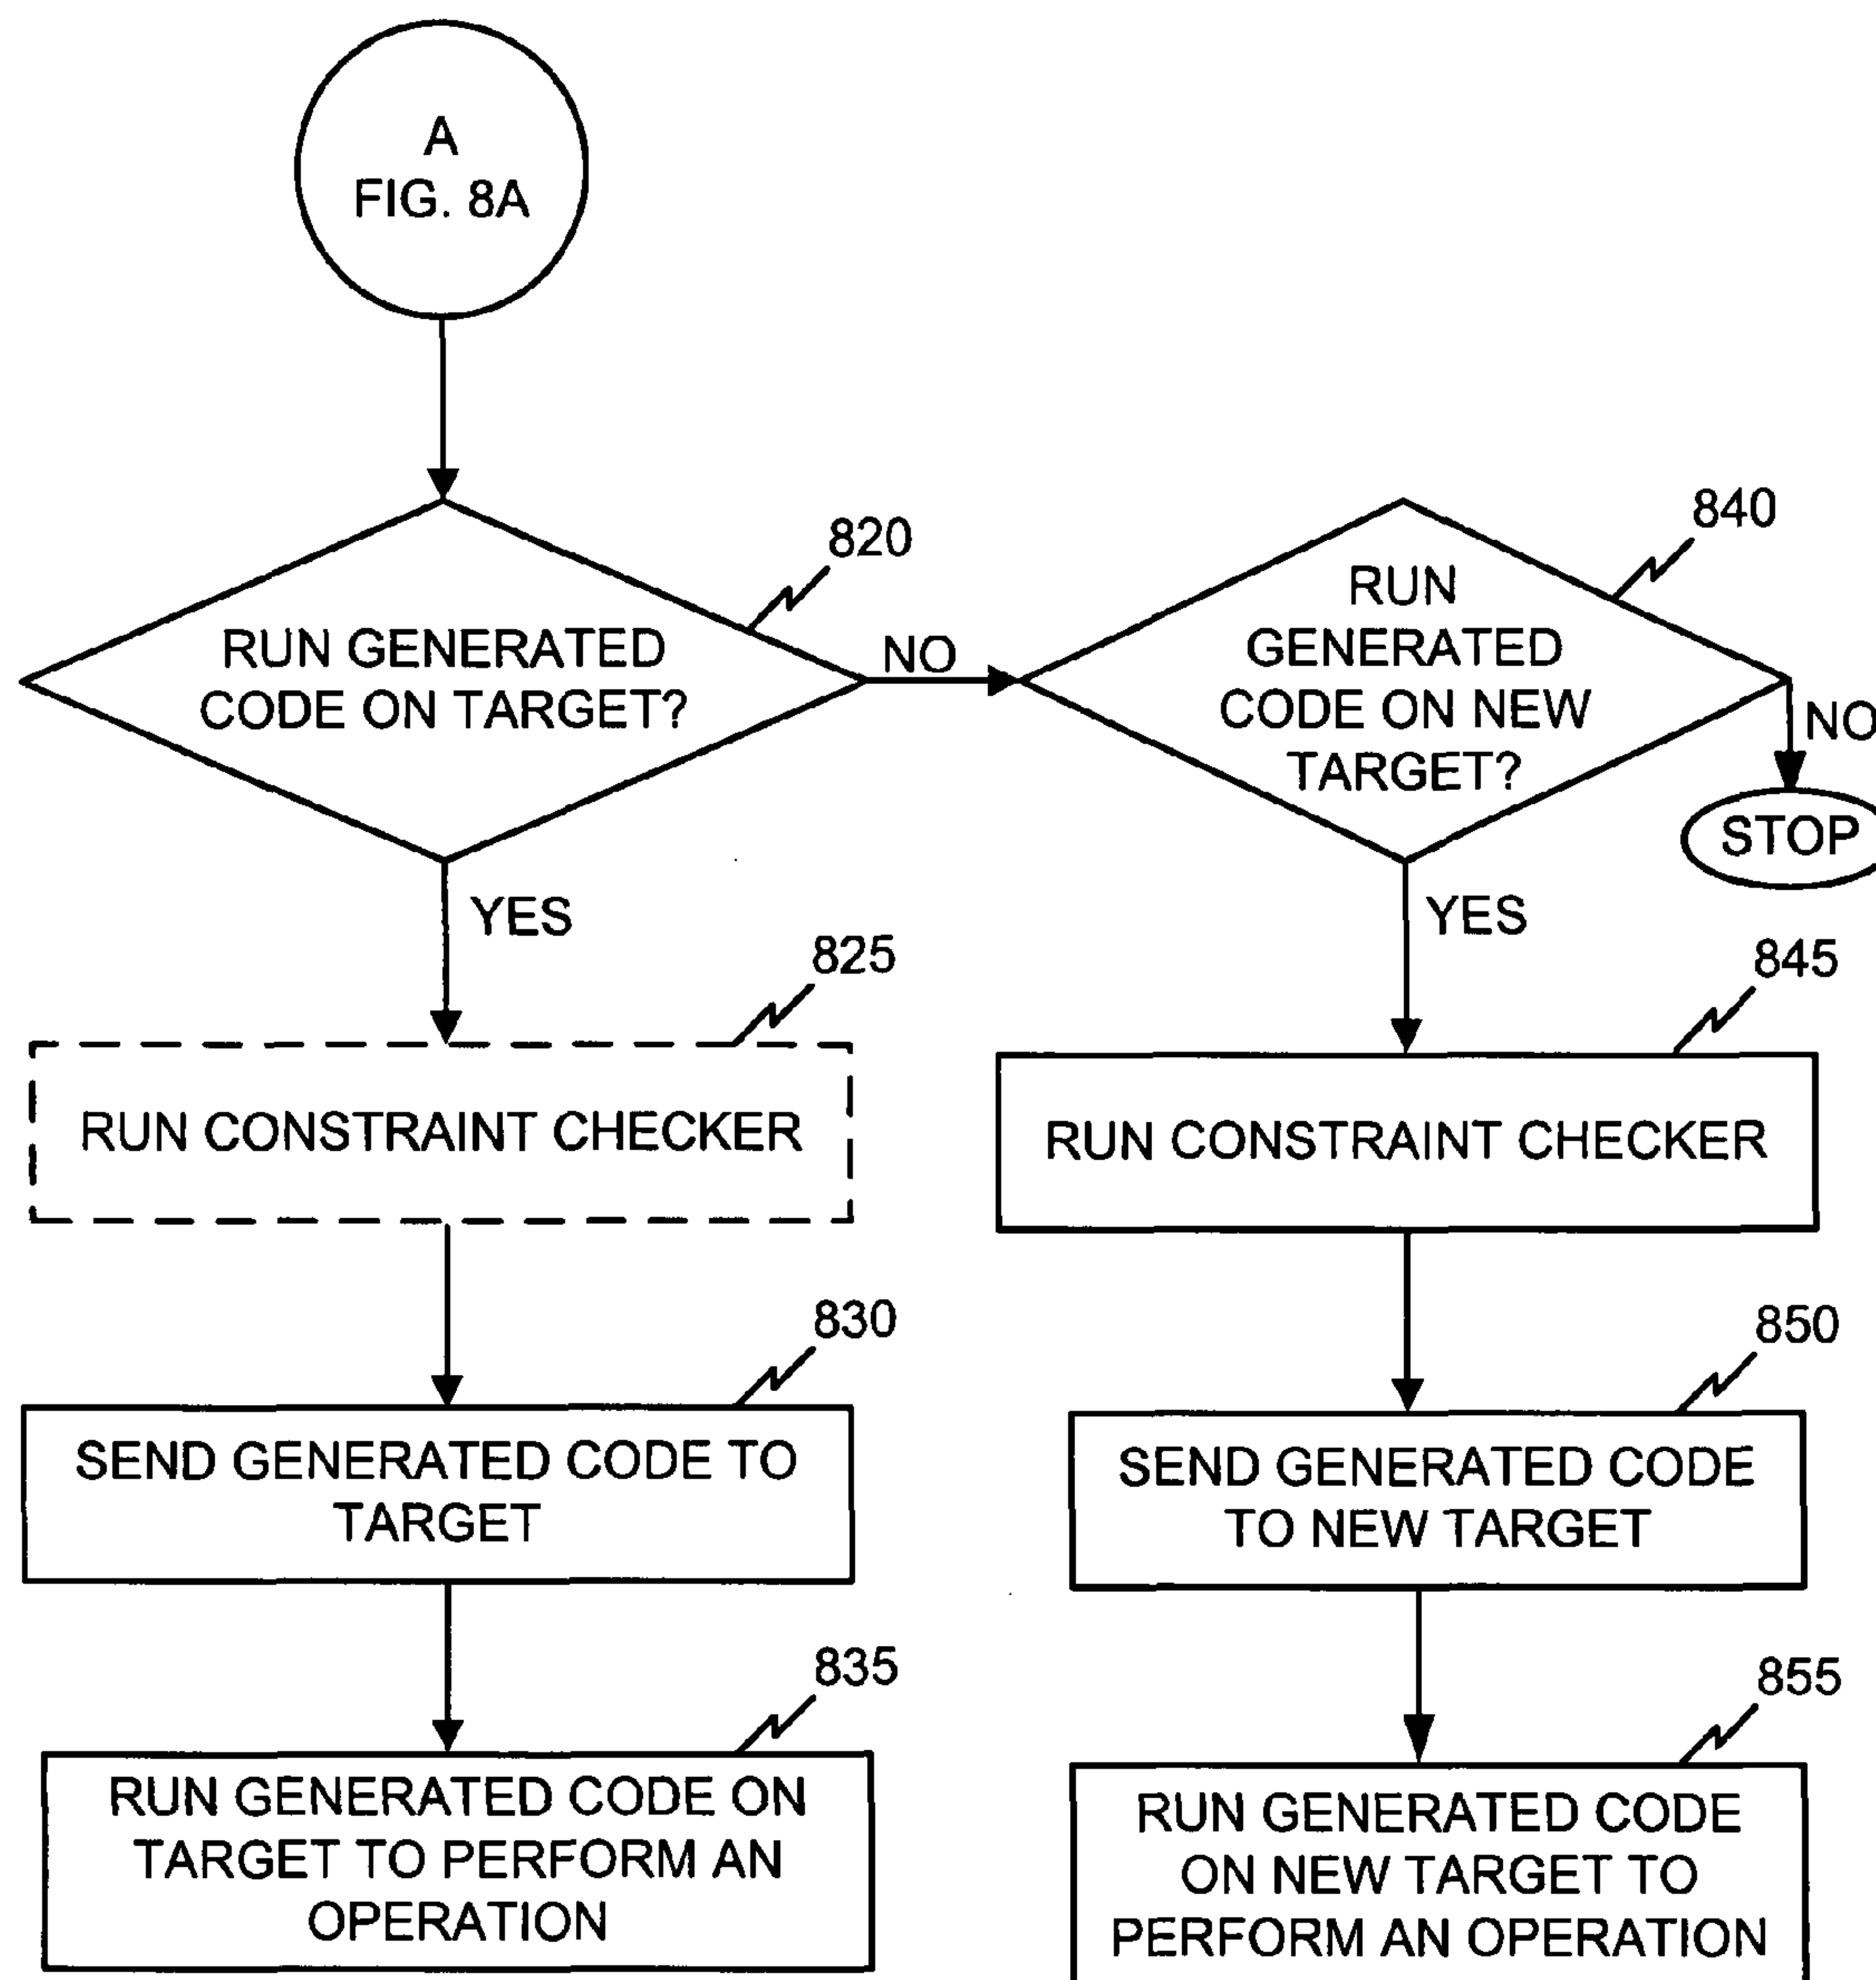 A
FIG. 8A
820
RUN GENERATED
CODE ON TARGET?
NO
840
RUN
GENERATED
CODE ON NEW
TARGET?
NO
STOP
YES
YES
825
RUN CONSTRAINT CHECKER
845
RUN CONSTRAINT CHECKER
830
SEND GENERATED CODE TO
TARGET
850
SEND GENERATED CODE
TO NEW TARGET
835
RUN GENERATED CODE ON
TARGET TO PERFORM AN
OPERATION
855
RUN GENERATED CODE
ON NEW TARGET TO
PERFORM AN OPERATION